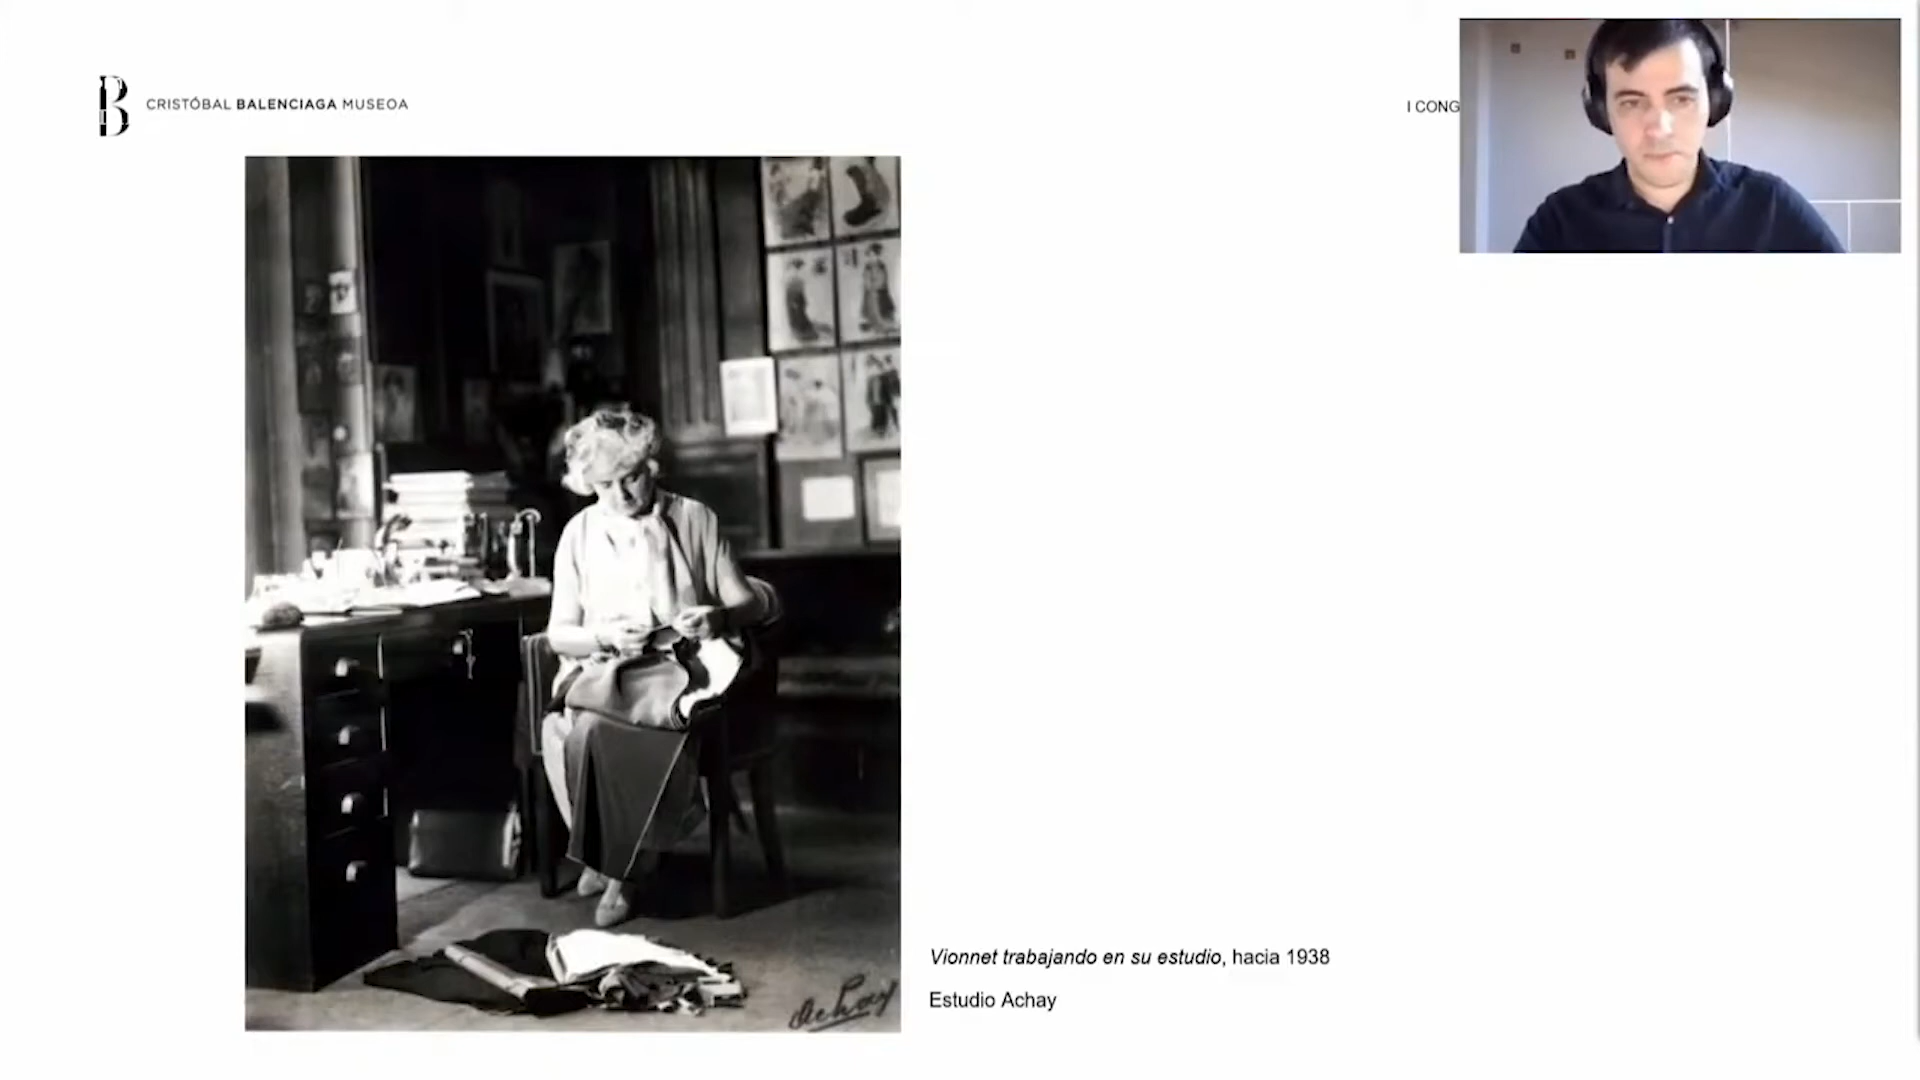 CRISTÓBAL BALENCIAGA MUSEOA
I CONG
Achay
Vionnet trabajando en su estudio, hacia 1938
Estudio Achay